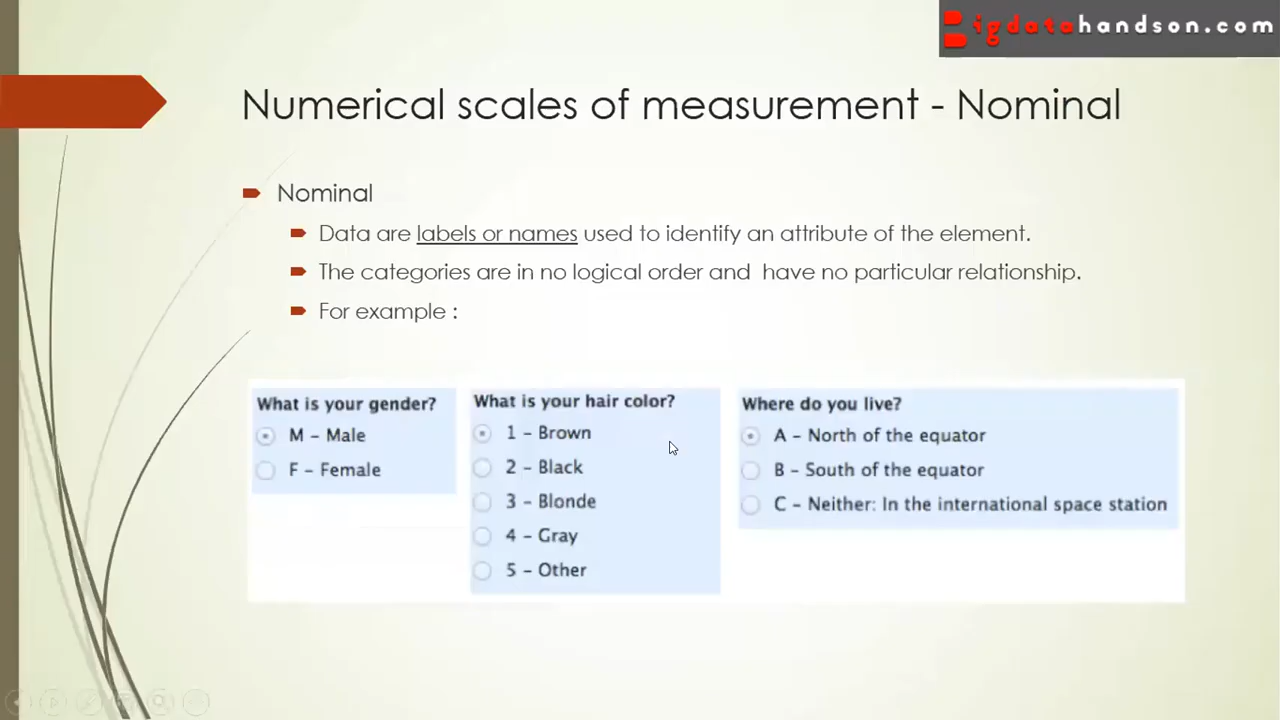 Bigdatahandson.com
Numerical scales of measurement - Nominal
Nominal
Data are labels or names used to identify an attribute of the element.
The categories are in no logical order and have no particular relationship.
For example :
What is your gender?
M – Male
F – Female
What is your hair color?
1 – Brown
2 – Black
3 – Blonde
4 – Gray
5 – Other
Where do you live?
A – North of the equator
B – South of the equator
C – Neither: In the international space station